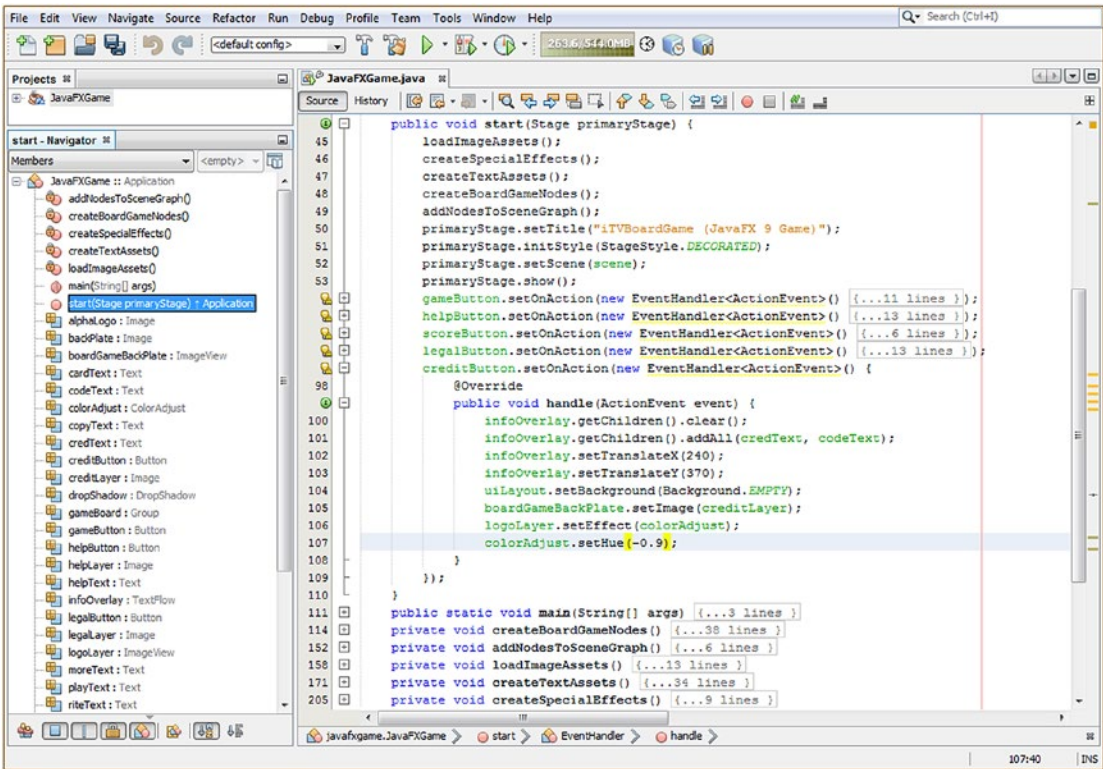 File Edit View Navigate Source Refactor Run Debug Profile Team Tools Window Help
Search (Ctrl+I)
<default config>
263.6/544.0MB
Projects
JavaFXGame
start - Navigator
Members
<empty>
JavaFXGame :: Application
addNodesToSceneGraph()
createBoardGameNodes()
createSpecialEffects()
createTextAssets()
loadImageAssets()
main(String[] args)
start(Stage primaryStage) ↑ Application
alphaLogo : Image
backPlate : Image
boardGameBackPlate : ImageView
cardText : Text
codeText : Text
colorAdjust : ColorAdjust
copyText : Text
credText : Text
creditButton : Button
creditLayer : Image
dropShadow : DropShadow
gameBoard : Group
gameButton : Button
helpButton : Button
helpLayer : Image
helpText : Text
infoOverlay : TextFlow
legalButton : Button
legalLayer : Image
logoLayer : ImageView
moreText : Text
playText : Text
riteText : Text
JavaFXGame.java
Source History
public void start(Stage primaryStage) {
45 loadImageAssets();
46 createSpecialEffects();
47 createTextAssets();
48 createBoardGameNodes();
49 addNodesToSceneGraph();
50 primaryStage.setTitle("iTVBoardGame (JavaFX 9 Game)");
51 primaryStage.initStyle(StageStyle.DECORATED);
52 primaryStage.setScene(scene);
53 primaryStage.show();
gameButton.setOnAction(new EventHandler<ActionEvent>() {...11 lines });
helpButton.setOnAction(new EventHandler<ActionEvent>() {...13 lines });
scoreButton.setOnAction(new EventHandler<ActionEvent>() {...6 lines });
legalButton.setOnAction(new EventHandler<ActionEvent>() {...13 lines });
creditButton.setOnAction(new EventHandler<ActionEvent>() {
98 @Override
public void handle(ActionEvent event) {
100 infoOverlay.getChildren().clear();
101 infoOverlay.getChildren().addAll(credText, codeText);
102 infoOverlay.setTranslateX(240);
103 infoOverlay.setTranslateY(370);
104 uiLayout.setBackground(Background.EMPTY);
105 boardGameBackPlate.setImage(creditLayer);
106 logoLayer.setEffect(colorAdjust);
107 colorAdjust.setHue(-0.9);
108 }
109 });
110 }
111 public static void main(String[] args) {...3 lines }
114 private void createBoardGameNodes() {...38 lines }
152 private void addNodesToSceneGraph() {...6 lines }
158 private void loadImageAssets() {...13 lines }
171 private void createTextAssets() {...34 lines }
205 private void createSpecialEffects() {...9 lines }
javafxgame.JavaFXGame start EventHandler handle
107:40 INS